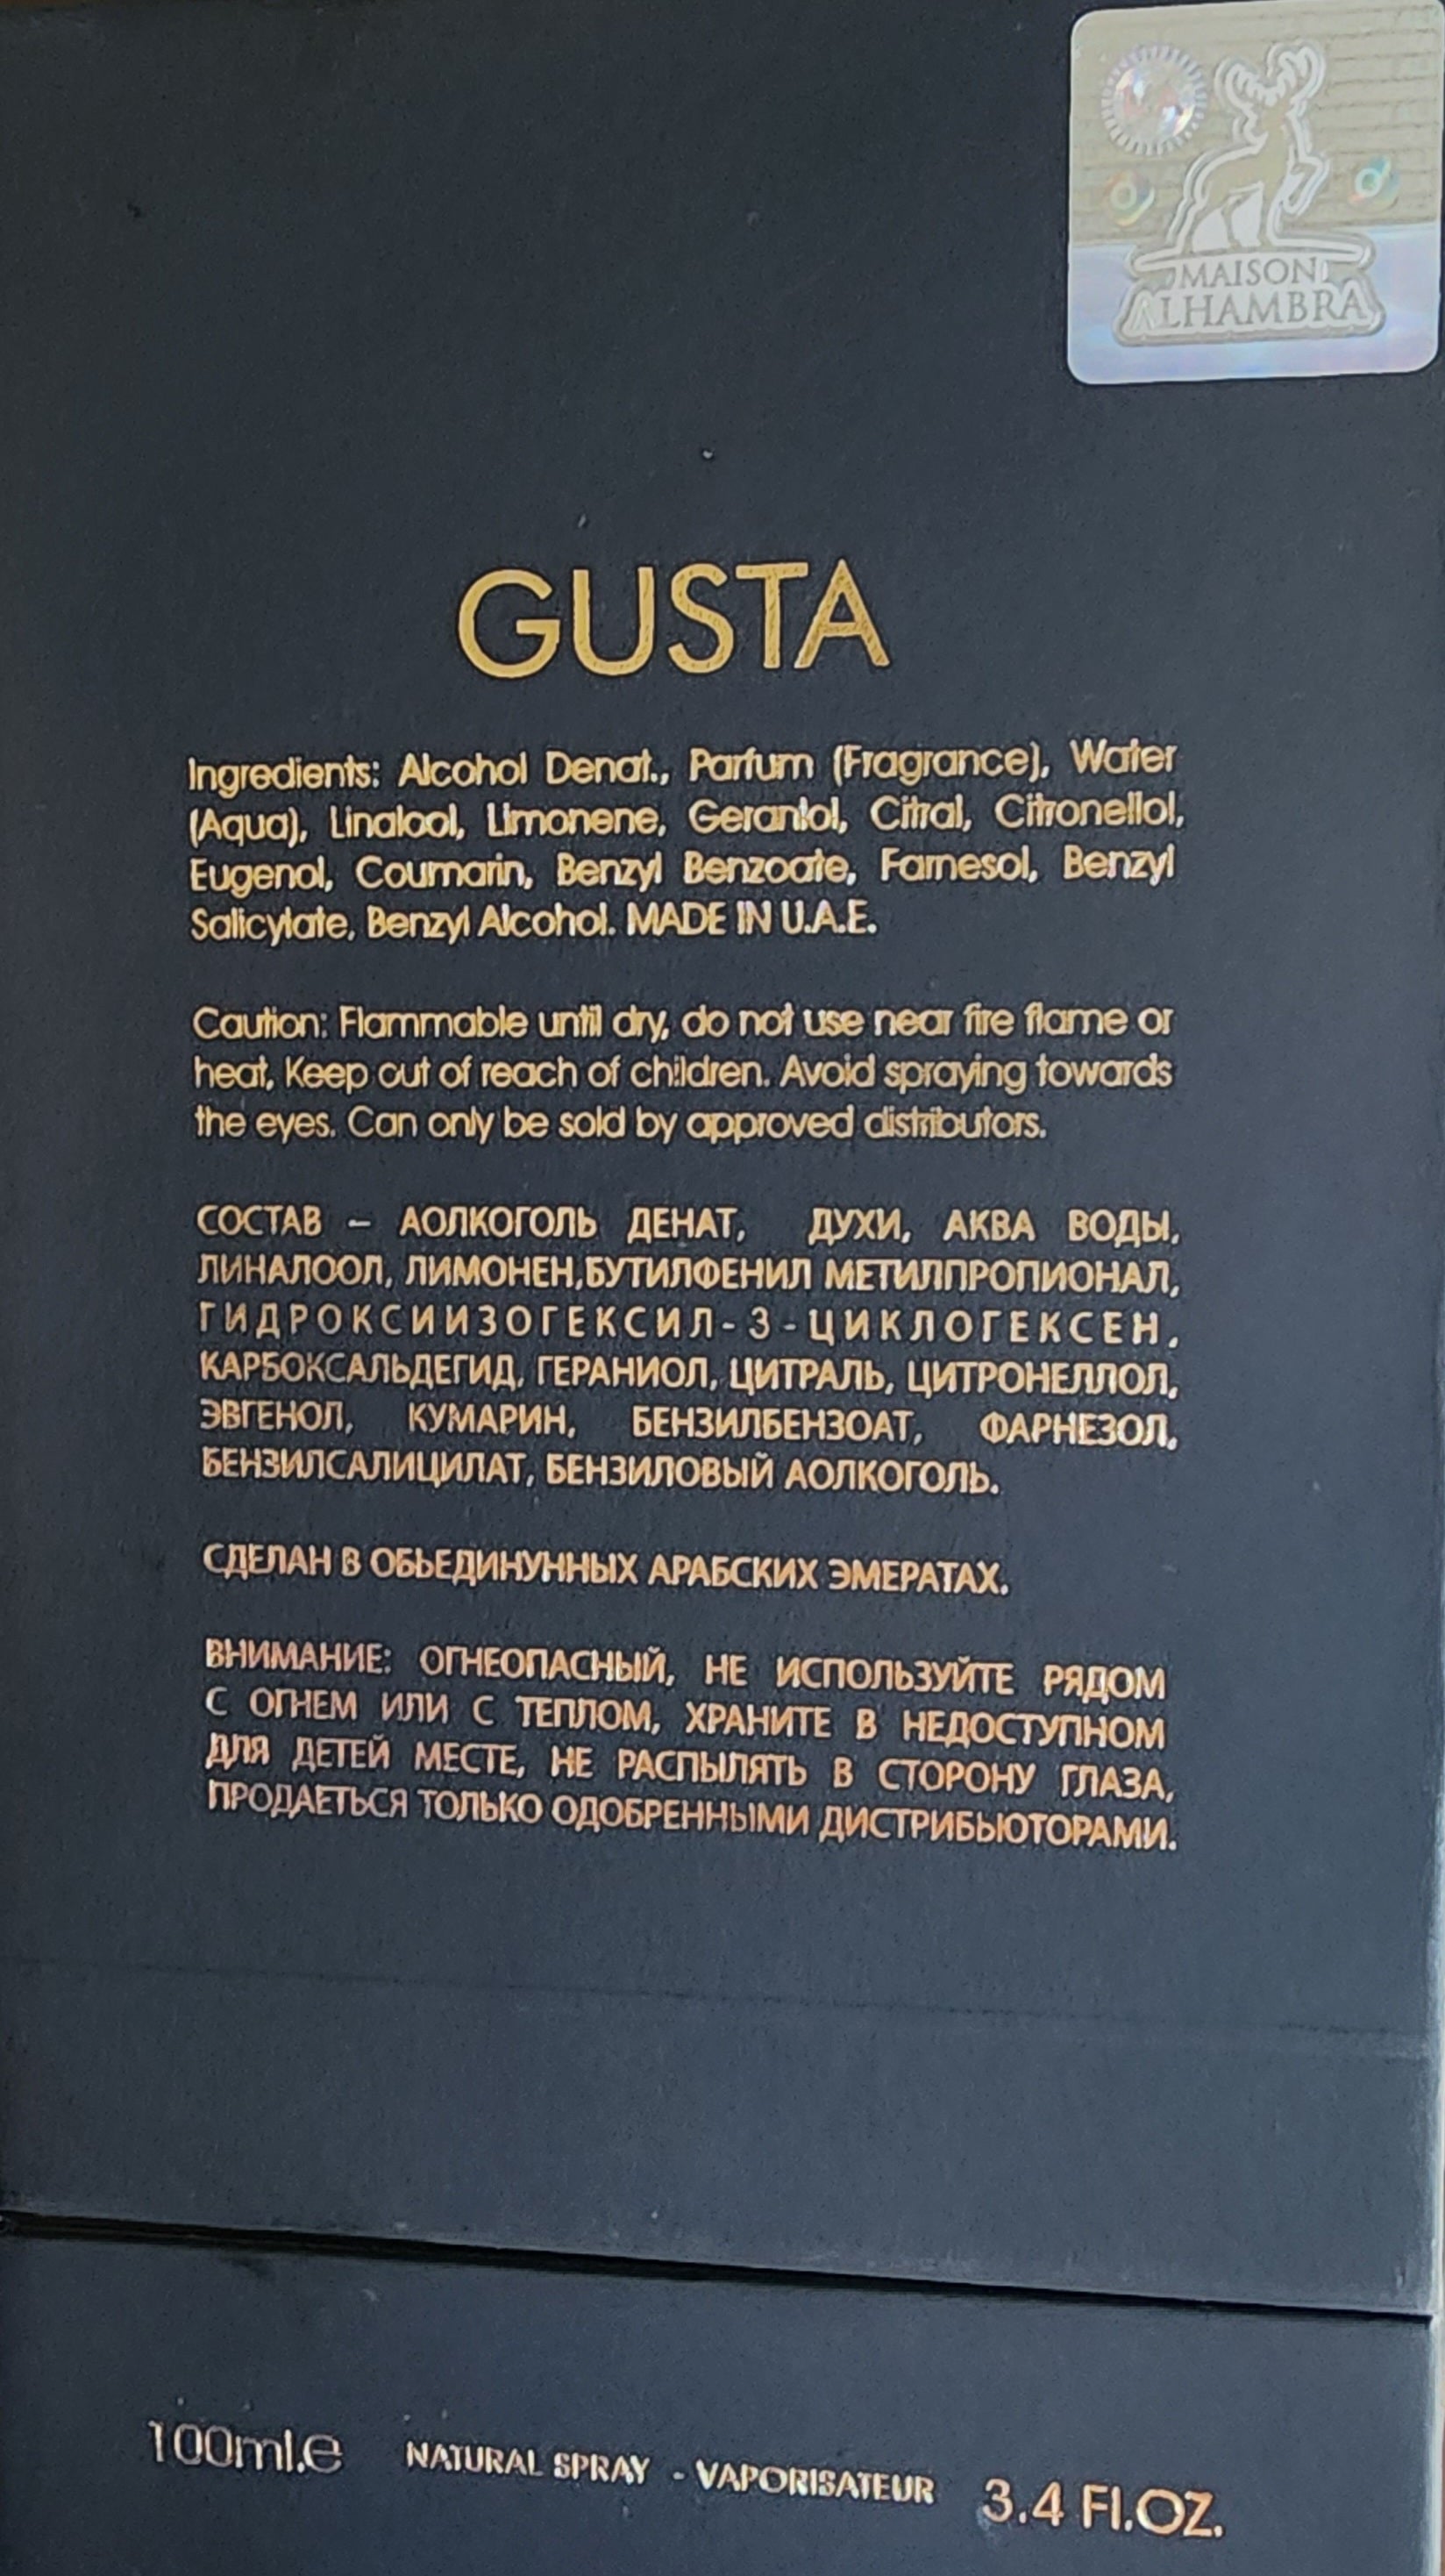 MAISON
ALHAMBRA
GUSTA
Ingredients: Alcohol Denat., Parfum (Fragrance), Water
(Aqua), Linalool, Limonene, Geraniol, Citral, Citronellol,
Eugenol, Coumarin, Benzyl Benzoate, Farnesol, Benzyl
Salicylate, Benzyl Alcohol. MADE IN U.A.E.
Caution: Flammable until dry, do not use near fire flame or
heat, Keep out of reach of children. Avoid spraying towards
the eyes. Can only be sold by approved distributors.
СОСТАВ – АОЛКОГОЛЬ ДЕНАТ, ДУХИ, АКВА ВОДЫ,
ЛИНАЛООЛ, ЛИМОНЕН,БУТИЛФЕНИЛ МЕТИЛПРОПИОНАЛ,
ГИДРОКСИИЗОГЕКСИЛ-3-ЦИКЛОГЕКСЕН,
КАРБОКСАЛЬДЕГИД, ГЕРАНИОЛ, ЦИТРАЛЬ, ЦИТРОНЕЛЛОЛ,
ЭВГЕНОЛ, КУМАРИН, БЕНЗИЛБЕНЗОАТ, ФАРНЕЗОЛ,
БЕНЗИЛСАЛИЦИЛАТ, БЕНЗИЛОВЫЙ АОЛКОГОЛЬ.
СДЕЛАН В ОБЬЕДИНУННЫХ АРАБСКИХ ЭМЕРАТАХ.
ВНИМАНИЕ: ОГНЕОПАСНЫЙ, НЕ ИСПОЛЬЗУЙТЕ РЯДОМ
С ОГНЕМ ИЛИ С ТЕПЛОМ, ХРАНИТЕ В НЕДОСТУПНОМ
ДЛЯ ДЕТЕЙ МЕСТЕ, НЕ РАСПЫЛЯТЬ В СТОРОНУ ГЛАЗА,
ПРОДАЕТЬСЯ ТОЛЬКО ОДОБРЕННЫМИ ДИСТРИБЬЮТОРАМИ.
100ml.e NATURAL SPRAY - VAPORISATEUR 3.4 Fl.OZ.